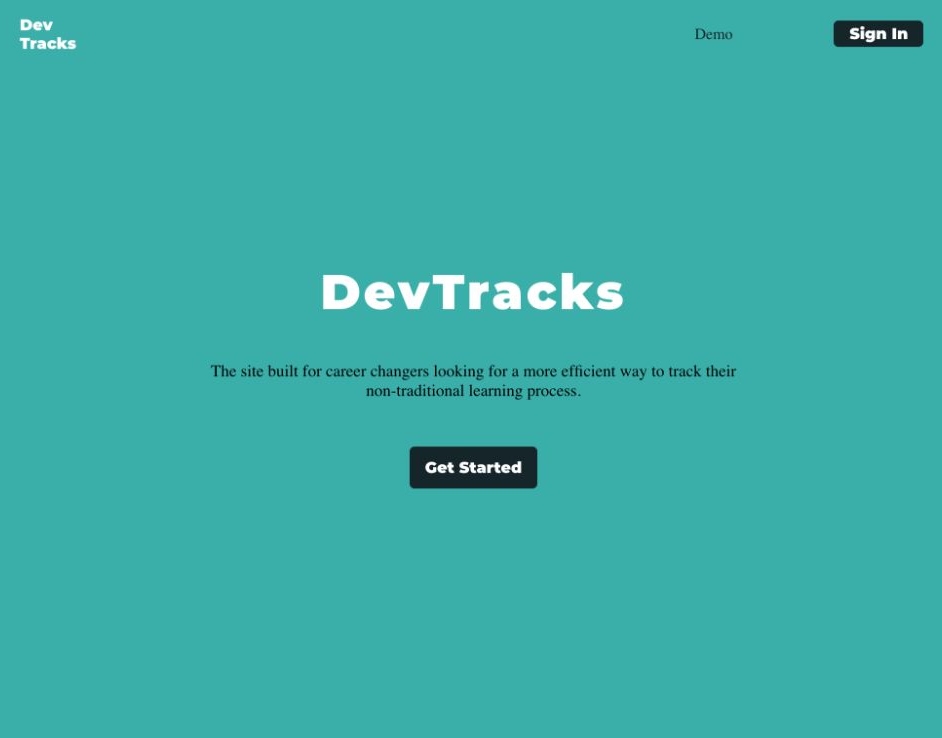 Dev
Tracks
Demo
Sign In
DevTracks
The site built for career changers looking for a more efficient way to track their
non-traditional learning process.
Get Started